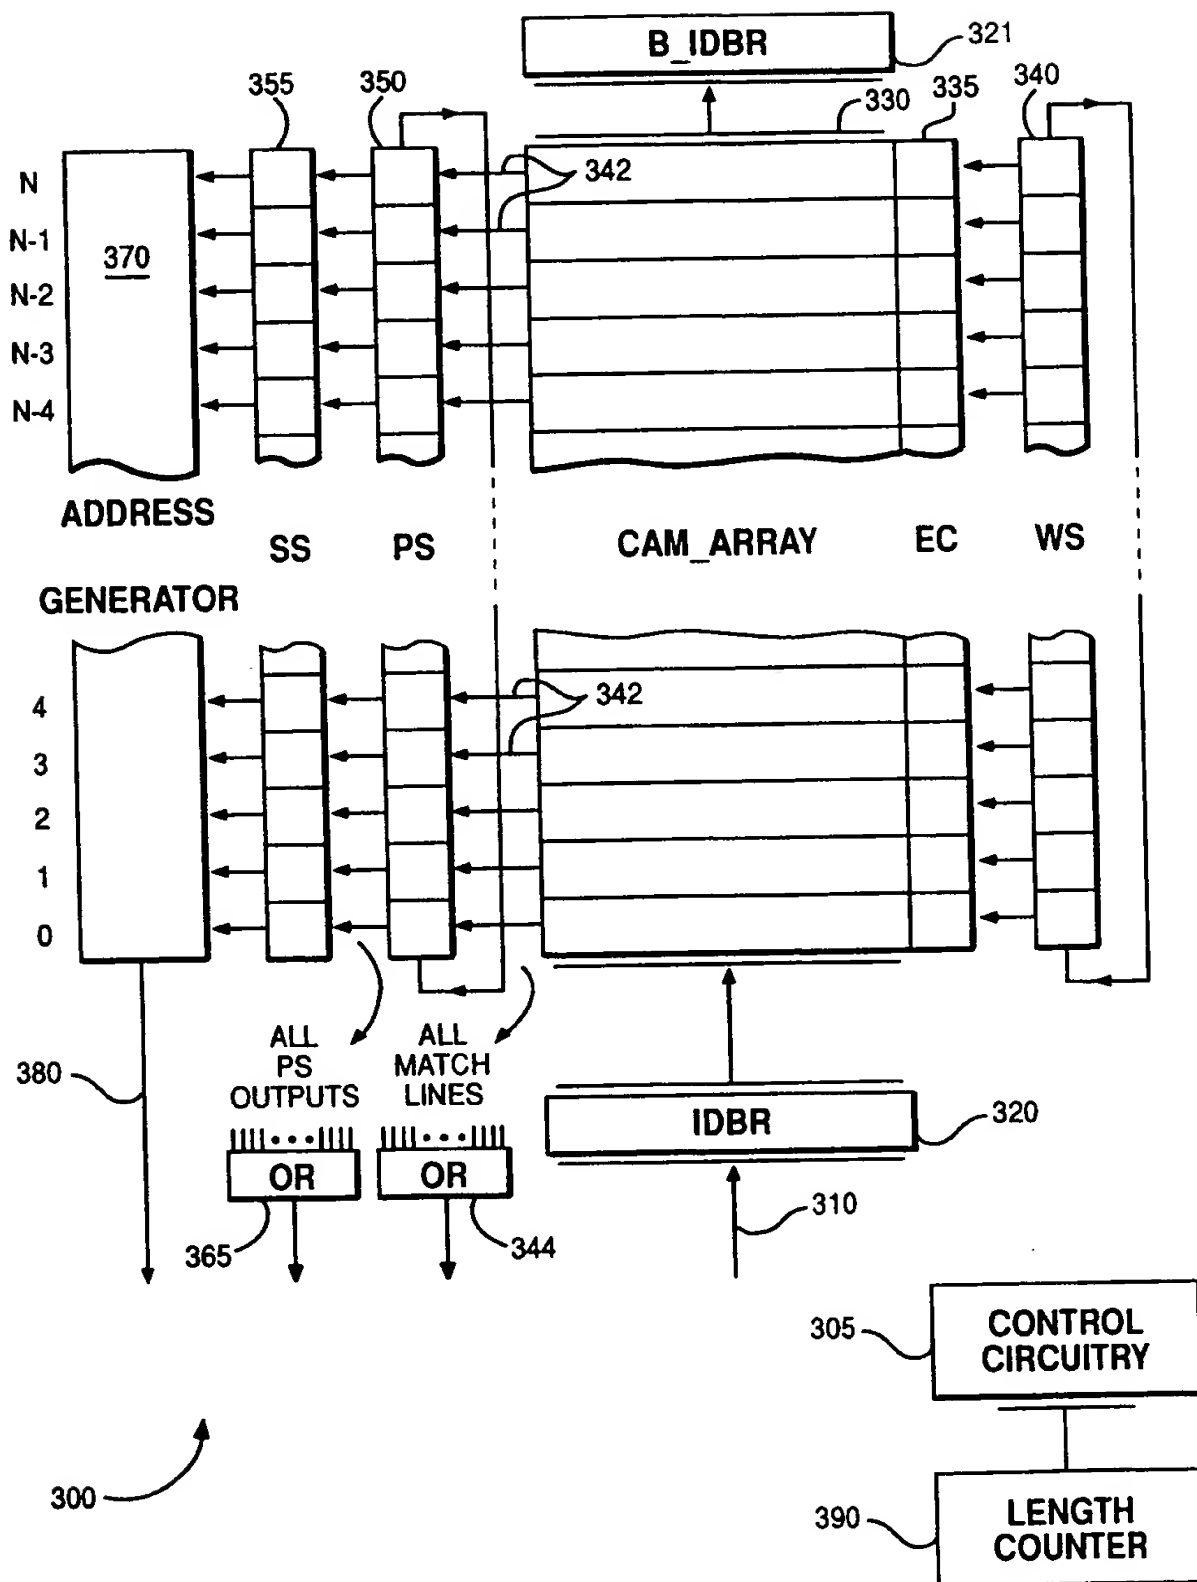 B_IDBR
321
355
350
330
335
340
N
342
N-1
370
N-2
N-3
N-4
ADDRESS
GENERATOR
SS
PS
CAM_ARRAY
EC
WS
4
342
3
2
1
0
380
ALL
PS
OUTPUTS
ALL
MATCH
LINES
IDBR
320
OR
OR
365
344
310
305
CONTROL
CIRCUITRY
300
390
LENGTH
COUNTER